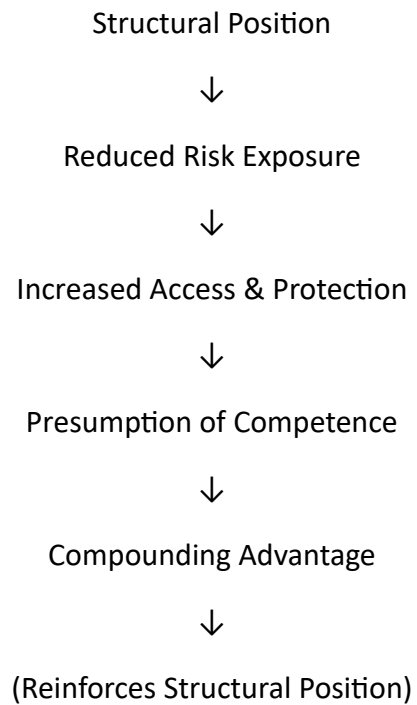 Structural Position
↓
Reduced Risk Exposure
↓
Increased Access & Protection
↓
Presumption of Competence
↓
Compounding Advantage
↓
(Reinforces Structural Position)